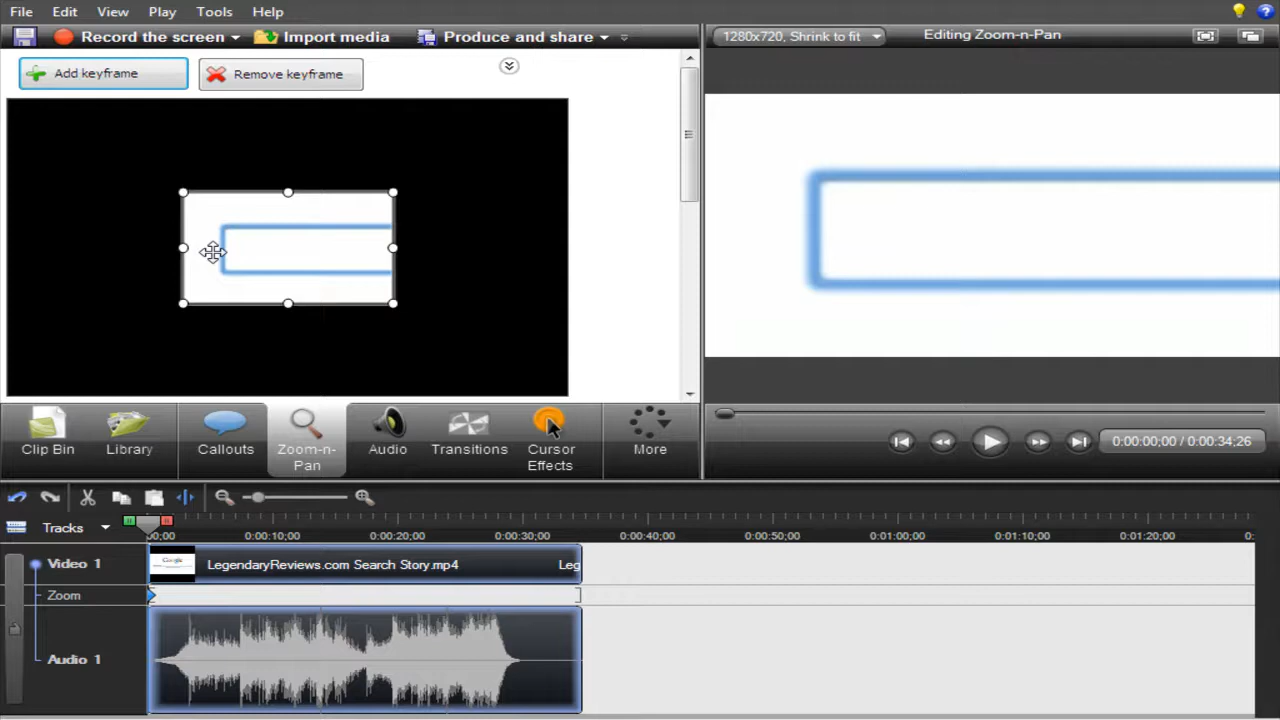 File Edit View Play Tools Help
Record the screen Import media Produce and share
1280x720, Shrink to fit Editing Zoom-n-Pan
Add keyframe Remove keyframe
Clip Bin Library Callouts Zoom-n-Pan Audio Transitions Cursor Effects More
0:00:00;00 / 0:00:34;26
Tracks 00:00 0:00:10;00 0:00:20;00 0:00:30;00 0:00:40;00 0:00:50;00 0:01:00;00 0:01:10;00 0:01:20;00 0:
Video 1 Google LegendaryReviews.com Search Story.mp4 Leg
Zoom
Audio 1